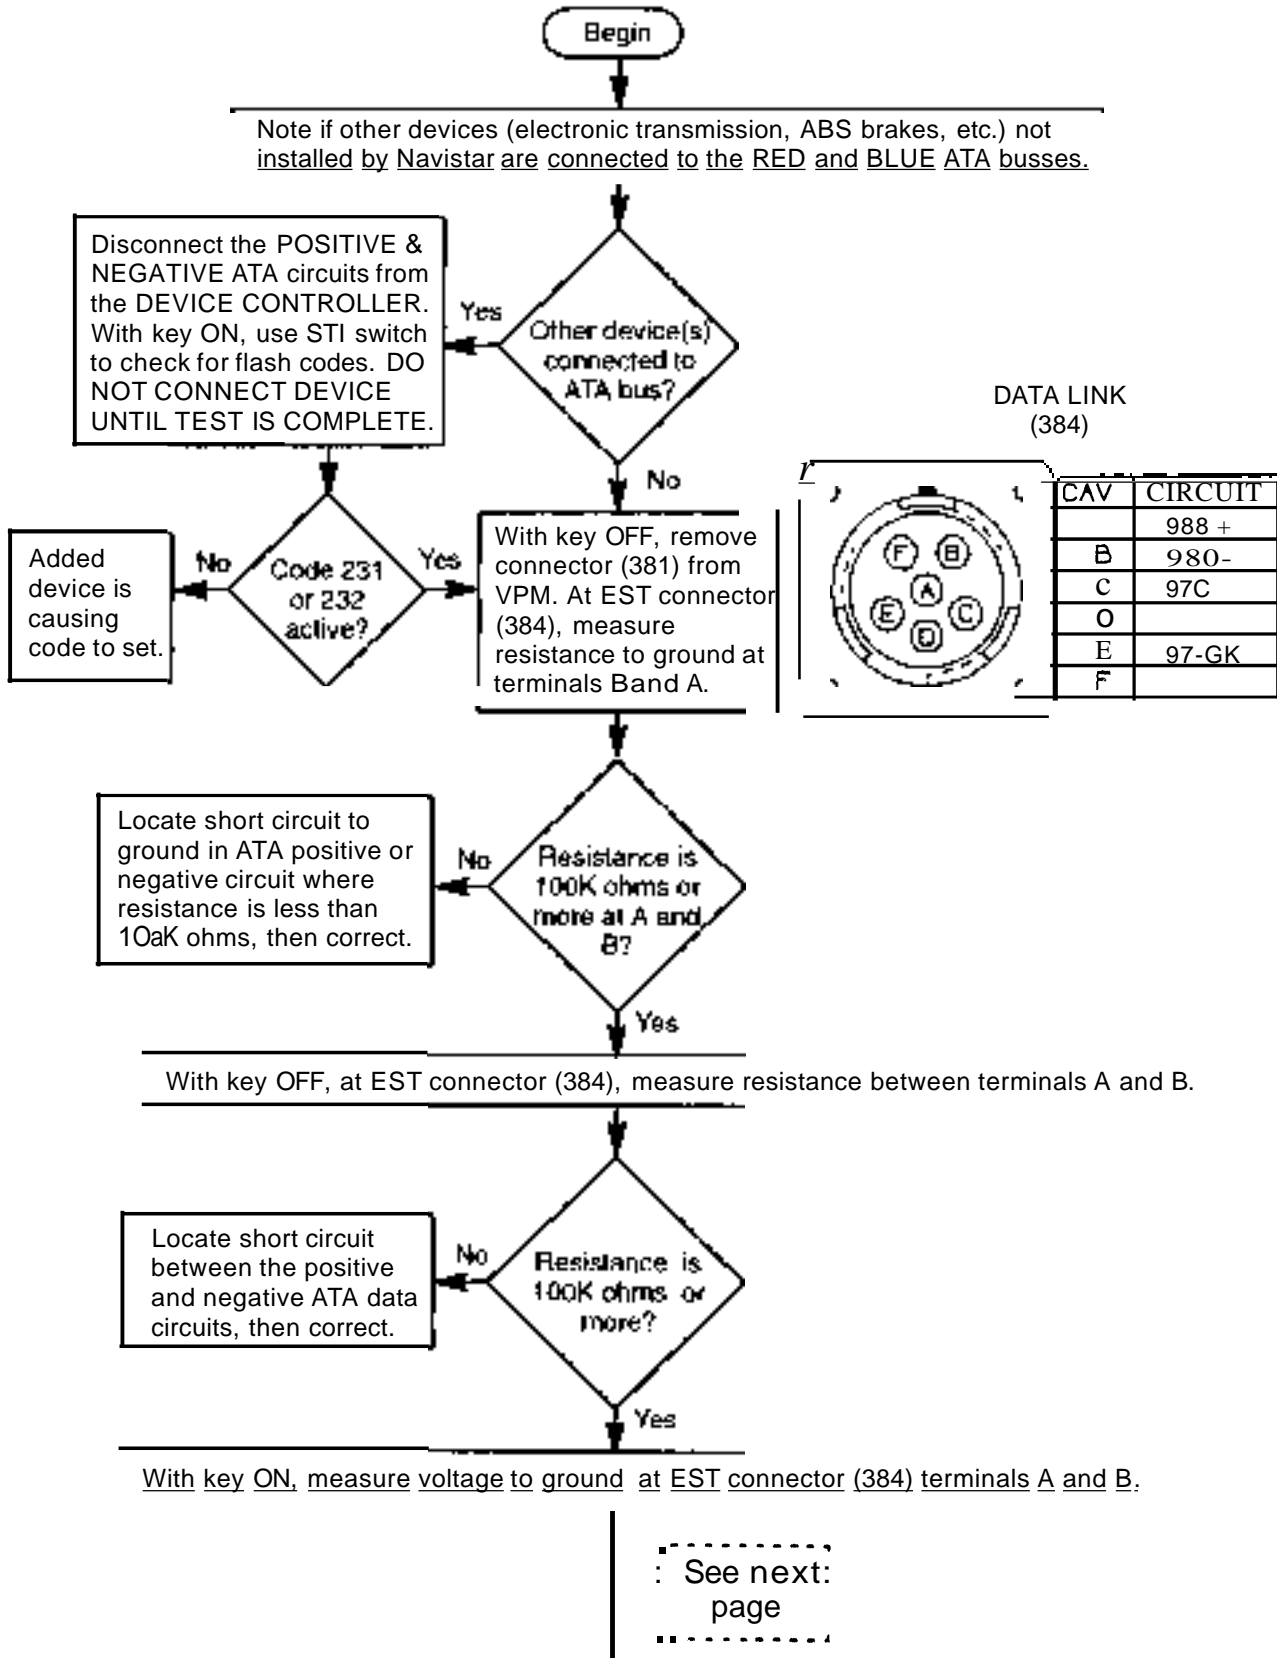 Begin
Note if other devices (electronic transmission, ABS brakes, etc.) not
installed by Navistar are connected to the RED and BLUE ATA busses.
Disconnect the POSITIVE &
NEGATIVE ATA circuits from
the DEVICE CONTROLLER.
With key ON, use STI switch
to check for flash codes. DO
NOT CONNECT DEVICE
UNTIL TEST IS COMPLETE.
Yes
Other device(s)
connected to
ATA bus?
No
DATA LINK
(384)
r
CAV CIRCUIT
988 +
B 980-
C 97C
O
E 97-GK
F
F B
A
E C
D
Added
device is
causing
code to set.
No
Code 231
or 232
active?
Yes
With key OFF, remove
connector (381) from
VPM. At EST connector
(384), measure
resistance to ground at
terminals Band A.
Locate short circuit to
ground in ATA positive or
negative circuit where
resistance is less than
1OaK ohms, then correct.
No
Resistance is
100K ohms or
more at A and
B?
Yes
With key OFF, at EST connector (384), measure resistance between terminals A and B.
Locate short circuit
between the positive
and negative ATA data
circuits, then correct.
No
Resistance is
100K ohms or
more?
Yes
With key ON, measure voltage to ground at EST connector (384) terminals A and B.
: See next:
page